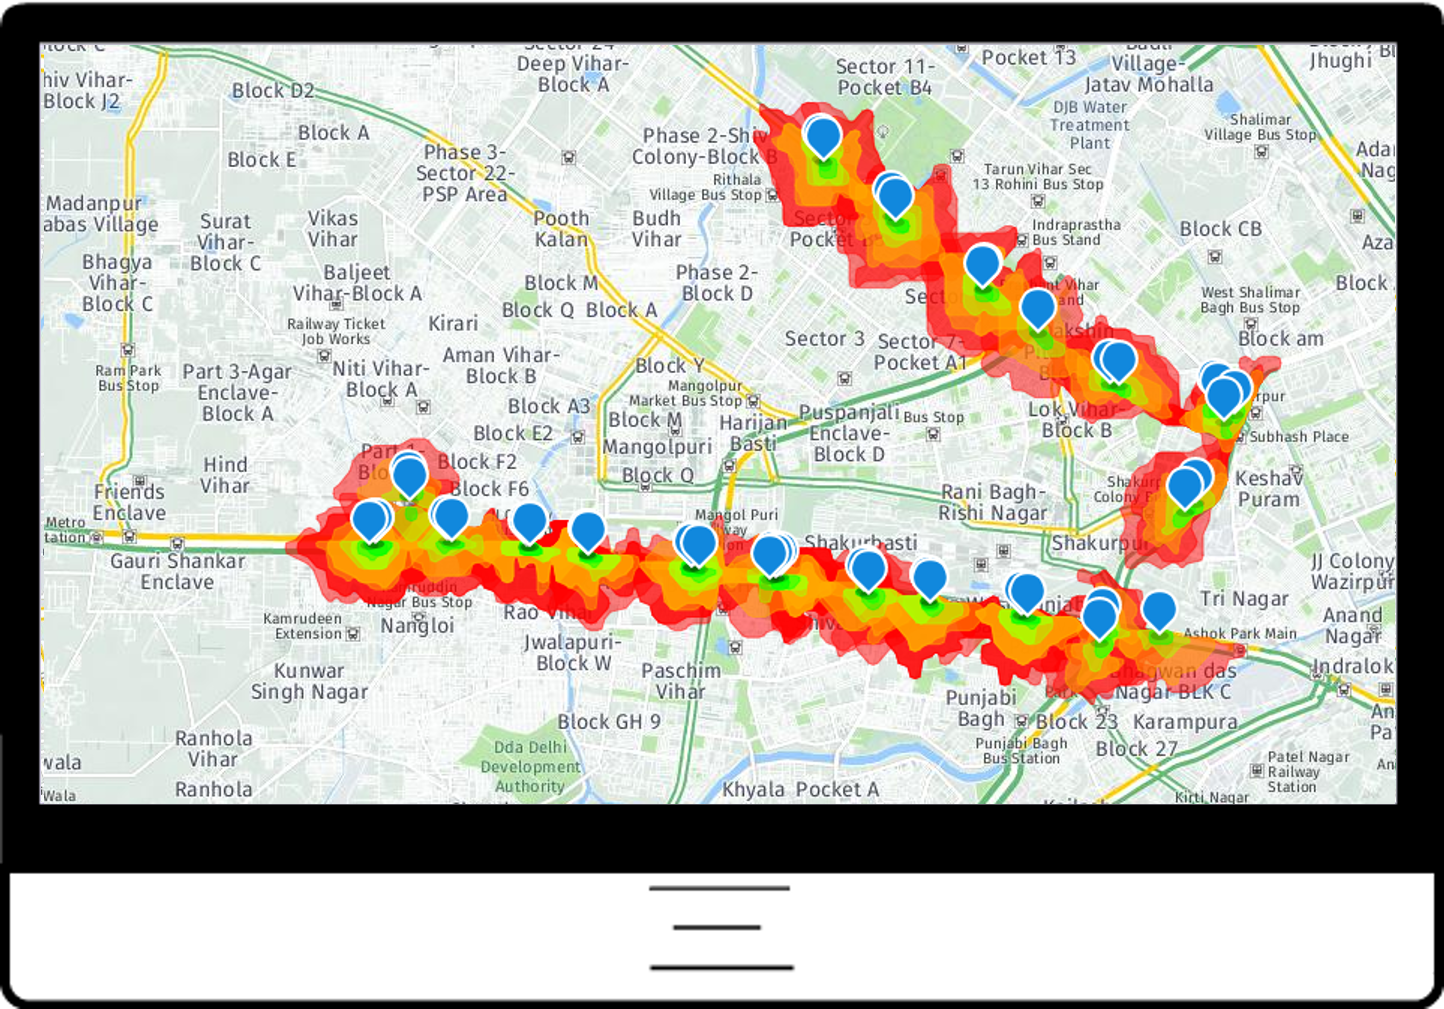 Block C
hiv Vihar-
Block J2
Block D2
Block A
Block E
Phase 3-
Sector 22-
PSP Area
Sector 24
Deep Vihar-
Block A
Phase 2-Shiv
Colony-Block B
Rithala
Village Bus Stop
Sector 11-
Pocket B4
Pocket 13
Village-
Jatav Mohalla
DJB Water
Treatment
Plant
Jhughi
Shalimar
Village Bus Stop
Tarun Vihar Sec
13 Rohini Bus Stop
Indraprastha
Bus Stand
Block CB
Madanpur
abas Village
Surat
Vihar-
Block C
Vikas
Vihar
Pooth
Kalan
Budh
Vihar
Bhagya
Vihar-
Block C
Baljeet
Vihar-Block A
Block M
Block Q
Block A
Phase 2-
Block D
Railway Ticket
Job Works
Kirari
Sector 3
Sector 7-
Pocket A1
West Shalimar
Bagh Bus Stop
Block
Block am
Ram Park
Bus Stop
Part 3-Agar
Enclave-
Block A
Niti Vihar-
Block A
Aman Vihar-
Block B
Block Y
Mangolpur
Market Bus Stop
Block A3
Block E2
Block M
Mangolpuri
Harijan
Basti
Puspanjali
Enclave-
Block D
Bus Stop
Lok Vihar-
Block B
Subhash Place
Hind
Vihar
Block F2
Block F6
Block Q
Friends
Enclave
Rani Bagh-
Rishi Nagar
Keshav
Puram
Metro
tation
Mangol Puri
Shakurbasti
Shakurpur
Gauri Shankar
Enclave
JJ Colony
Wazirpur
Nagar Bus Stop
Nangloi
Rao Vihar
Kamrudeen
Extension
Jwalapuri-
Block W
Tri Nagar
Ashok Park Main
Anand
Nagar
Kunwar
Singh Nagar
Paschim
Vihar
Bhagwan das
Nagar BLK C
Indralok
Punjabi
Bagh
Block 23
Karampura
Block GH 9
Ranhola
Vihar
Dda Delhi
Development
Authority
Punjabi Bagh
Bus Station
Block 27
Patel Nagar
Railway
Station
wala
Wala
Ranhola
Khyala
Pocket A
Kirti Nagar